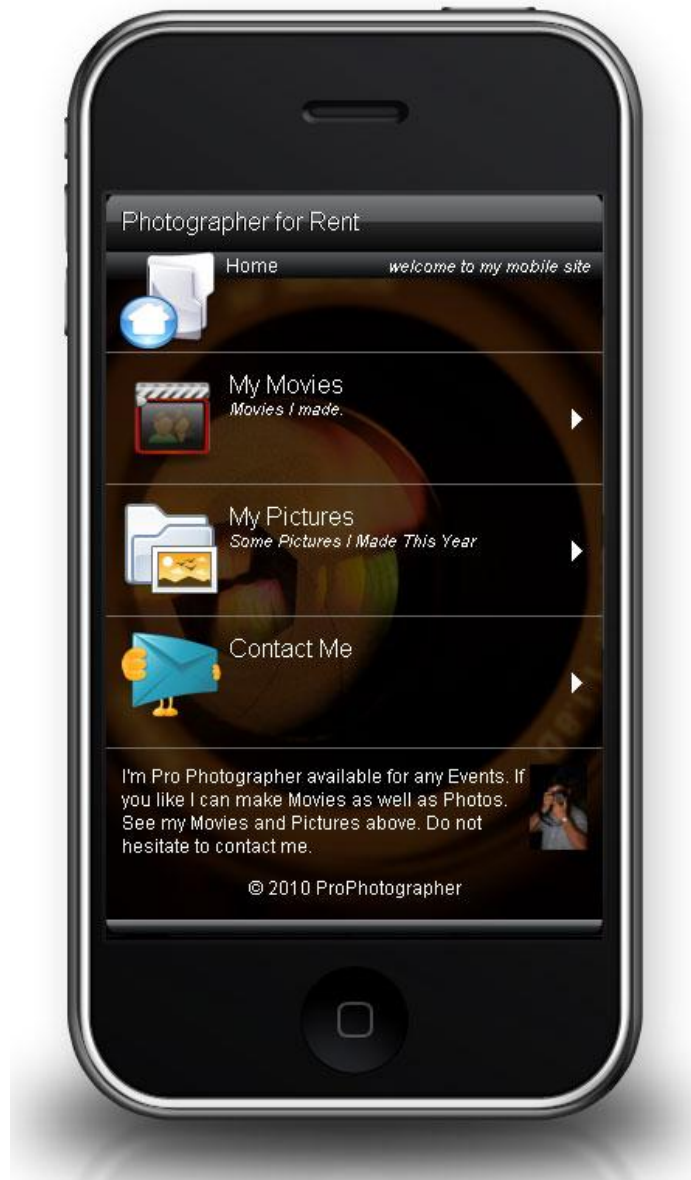 Photographer for Rent
Home welcome to my mobile site
My Movies
Movies I made.
My Pictures
Some Pictures I Made This Year
Contact Me
I'm Pro Photographer available for any Events. If
you like I can make Movies as well as Photos.
See my Movies and Pictures above. Do not
hesitate to contact me.
© 2010 ProPhotographer